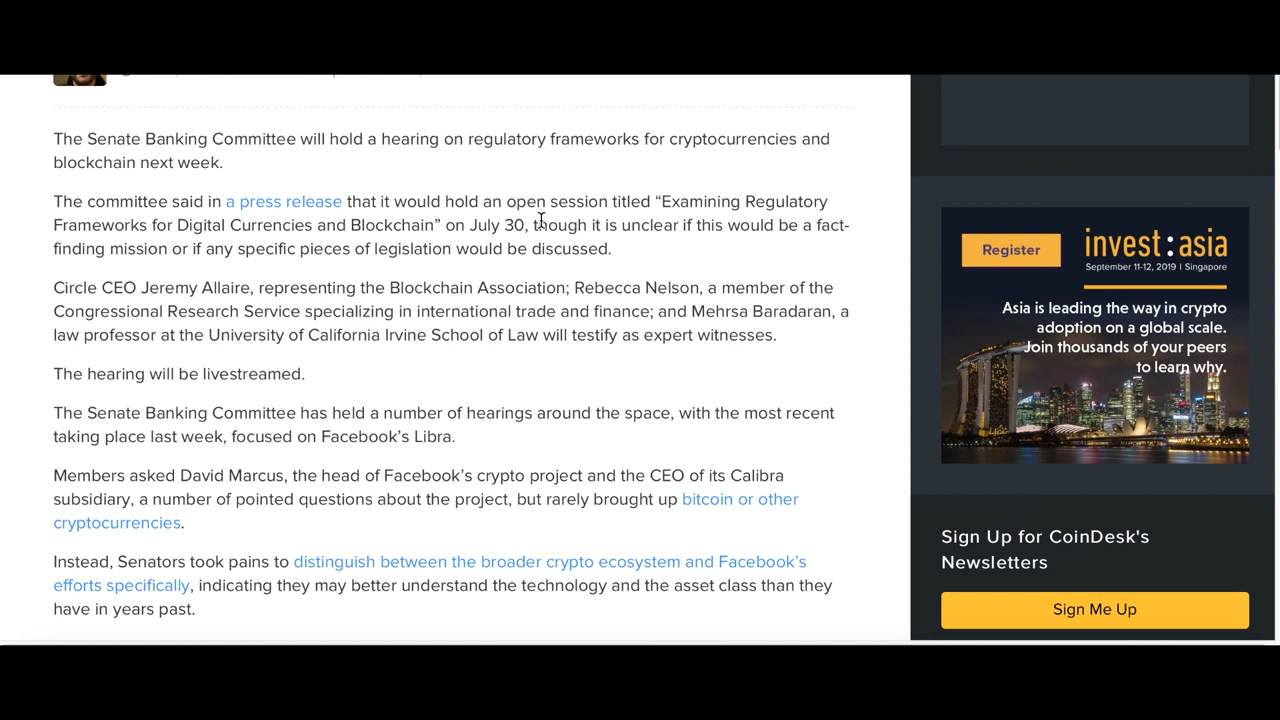 The Senate Banking Committee will hold a hearing on regulatory frameworks for cryptocurrencies and
blockchain next week.
The committee said in a press release that it would hold an open session titled “Examining Regulatory
Frameworks for Digital Currencies and Blockchain” on July 30, though it is unclear if this would be a fact-
finding mission or if any specific pieces of legislation would be discussed.
Circle CEO Jeremy Allaire, representing the Blockchain Association; Rebecca Nelson, a member of the
Congressional Research Service specializing in international trade and finance; and Mehrsa Baradaran, a
law professor at the University of California Irvine School of Law will testify as expert witnesses.
The hearing will be livestreamed.
The Senate Banking Committee has held a number of hearings around the space, with the most recent
taking place last week, focused on Facebook’s Libra.
Members asked David Marcus, the head of Facebook’s crypto project and the CEO of its Calibra
subsidiary, a number of pointed questions about the project, but rarely brought up bitcoin or other
cryptocurrencies.
Instead, Senators took pains to distinguish between the broader crypto ecosystem and Facebook’s
efforts specifically, indicating they may better understand the technology and the asset class than they
have in years past.
Register
invest:asia
September 11-12, 2019 | Singapore
Asia is leading the way in crypto
adoption on a global scale.
Join thousands of your peers
to learn why.
Sign Up for CoinDesk's
Newsletters
Sign Me Up